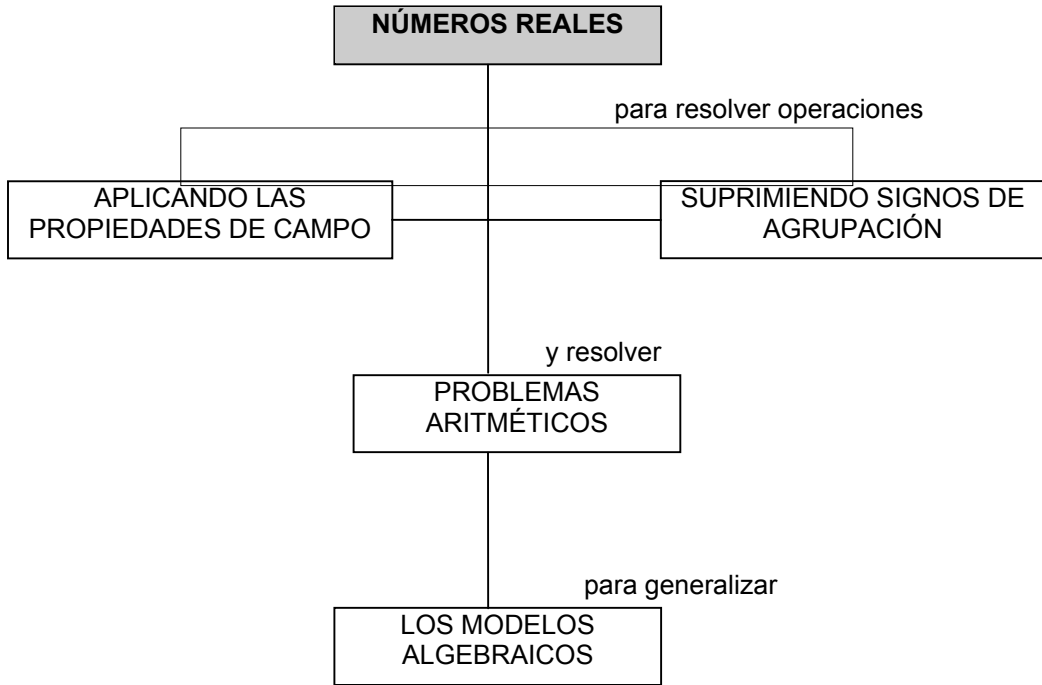 NÚMEROS REALES
para resolver operaciones
APLICANDO LAS
PROPIEDADES DE CAMPO
SUPRIMIENDO SIGNOS DE
AGRUPACIÓN
y resolver
PROBLEMAS
ARITMÉTICOS
para generalizar
LOS MODELOS
ALGEBRAICOS